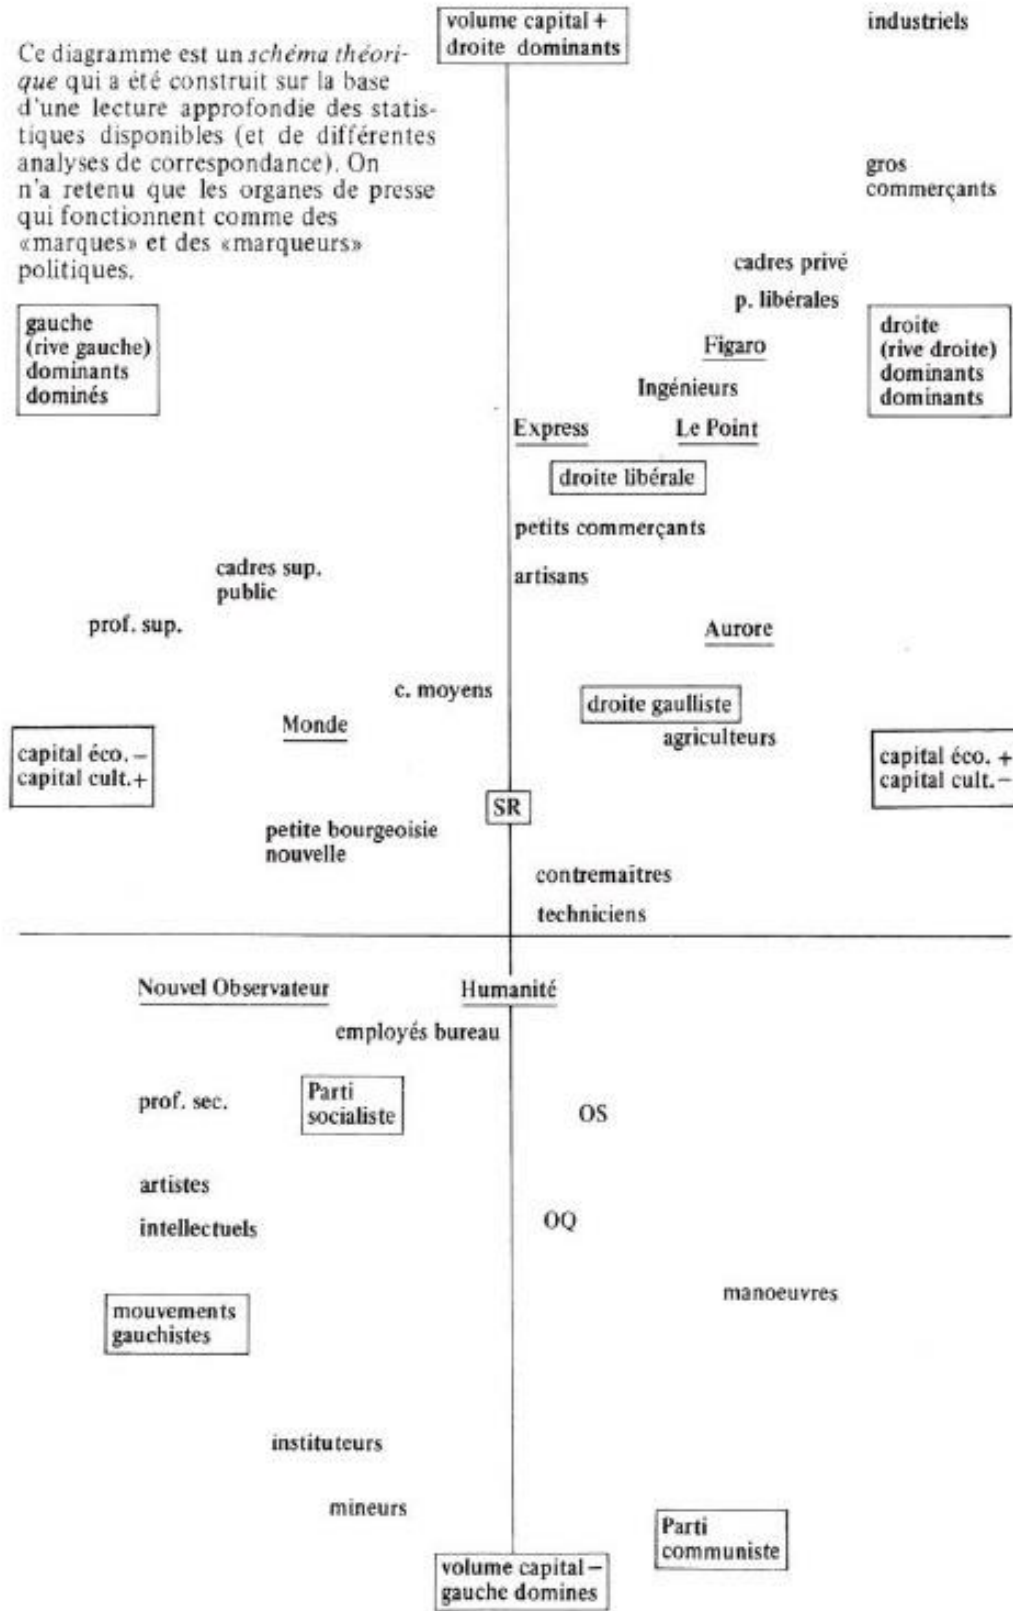 volume capital +
droite dominants
industriels
Ce diagramme est un schéma théori-
que qui a été construit sur la base
d'une lecture approfondie des statis-
tiques disponibles (et de différentes
analyses de correspondance). On
n'a retenu que les organes de presse
qui fonctionnent comme des
«marques» et des «marqueurs»
politiques.
gros
commerçants
cadres privé
p. libérales
gauche
(rive gauche)
dominants
dominés
droite
(rive droite)
dominants
dominants
Figaro
Ingénieurs
Express
Le Point
droite libérale
petits commerçants
cadres sup.
public
artisans
prof. sup.
Aurore
c. moyens
droite gaulliste
Monde
agriculteurs
capital éco. –
capital cult.+
capital éco. +
capital cult.–
SR
petite bourgeoisie
nouvelle
contremaîtres
techniciens
Nouvel Observateur
Humanité
employés bureau
prof. sec.
Parti
socialiste
OS
artistes
intellectuels
OQ
manoeuvres
mouvements
gauchistes
instituteurs
mineurs
Parti
communiste
volume capital –
gauche domines